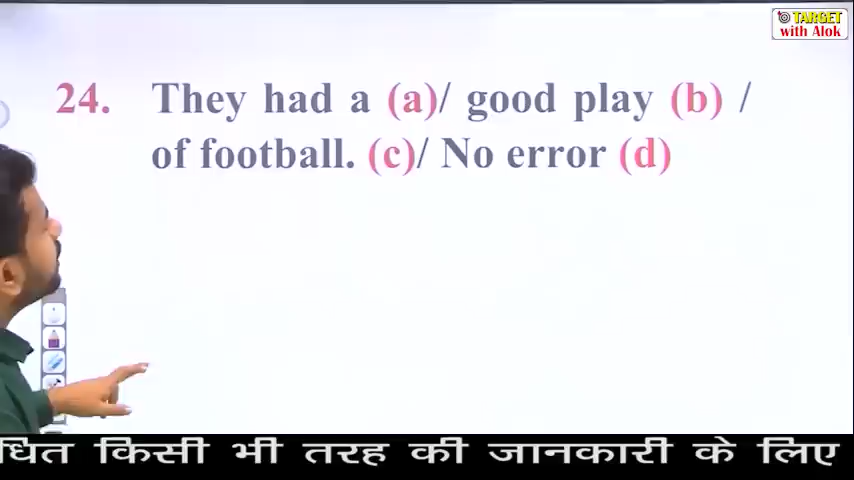 TARGET
with Alok
24. They had a (a)/ good play (b) /
of football. (c)/ No error (d)
धित किसी भी तरह की जानकारी के लिए